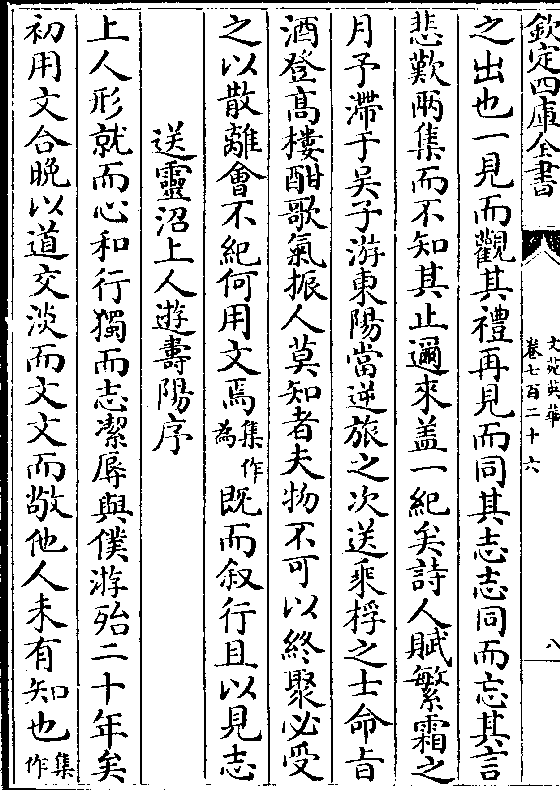 欽定四庫全書
文苑英華
卷七百二十六
八
之出也一見而觀其禮再見而同其志志同而忘其言
悲歎兩集而不知其止邇來盖一紀矣詩人賦繁霜之
月予滯于吳子游東陽當逆旅之次送乘桴之士命旨
酒登髙樓酣歌氣振人莫知者夫物不可以終聚必受
之以散離㑹不紀何用文焉集作為既而叙行且以見志
送靈沼上人遊壽陽序
上人形就而心和行獨而志潔辱與僕游殆二十年矣
初用文合晚以道交淡而文文而敬他人未有知也集作